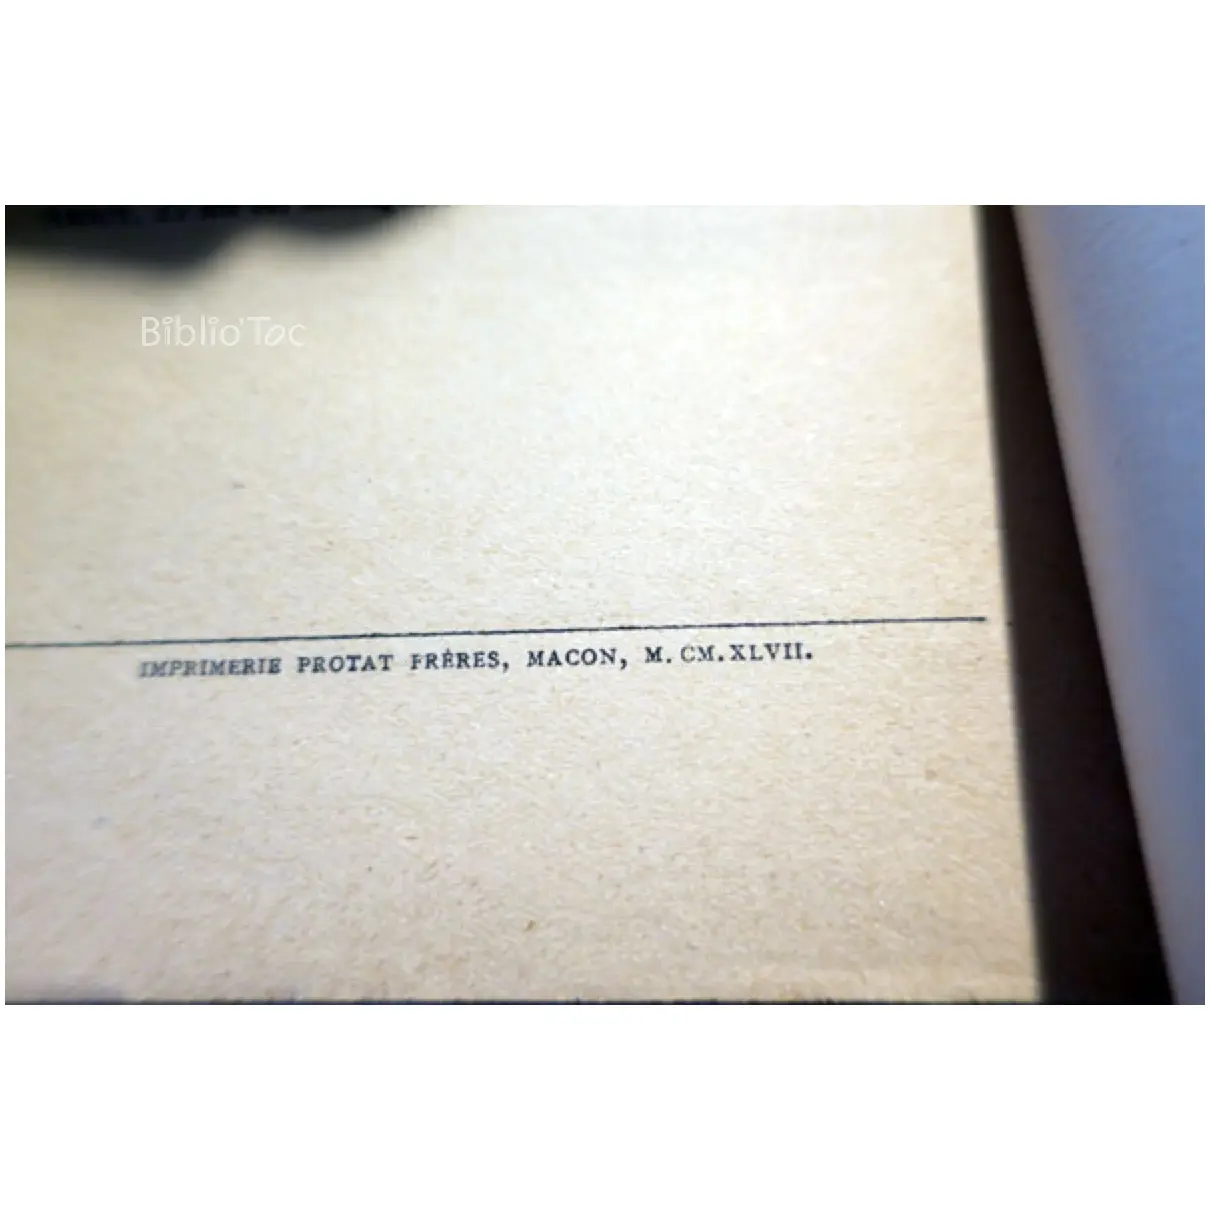 Biblio'Toc
IMPRIMERIE PROTAT FRÈRES, MACON, M. CM. XLVII.